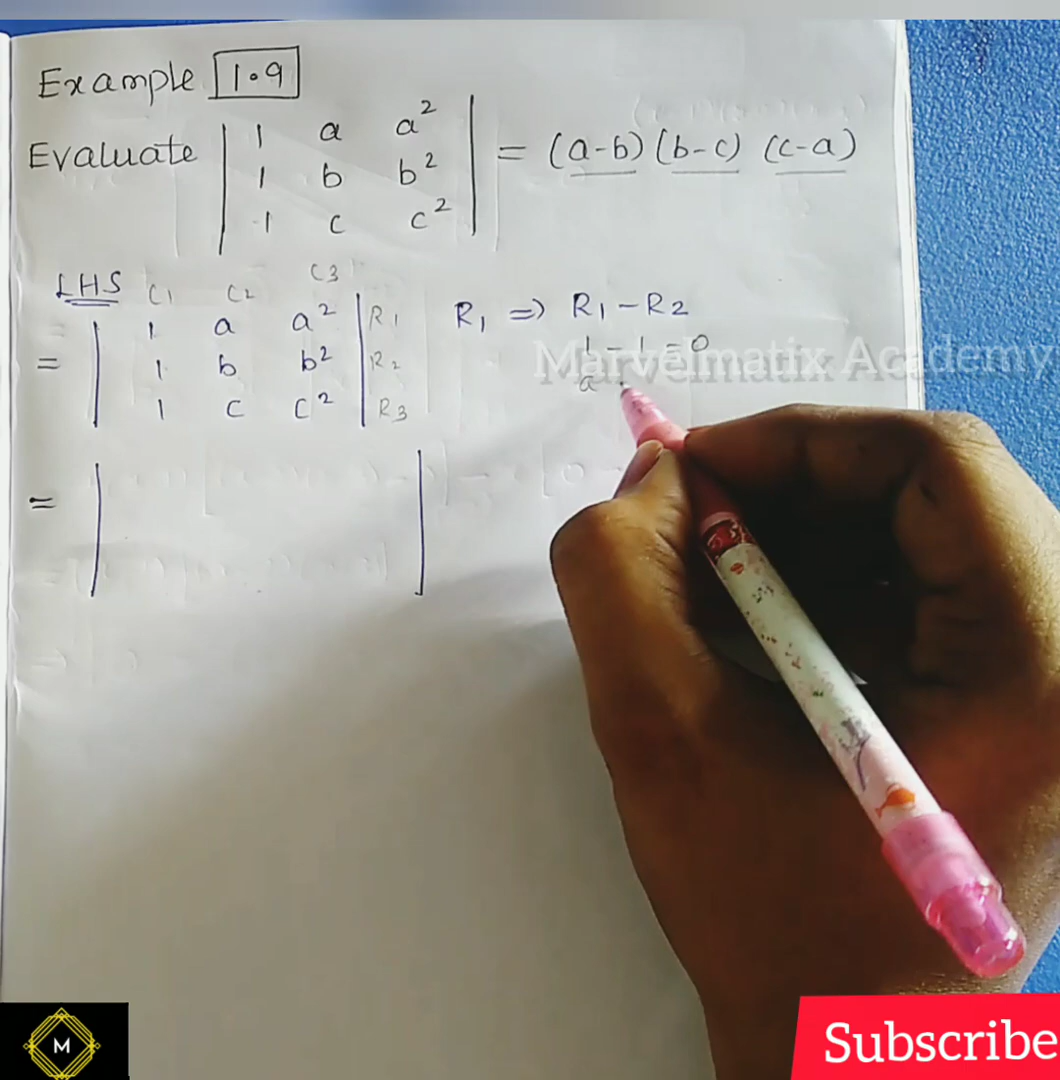 Example 1.9
Evaluate | 1 a a² | = (a-b) (b-c) (c-a)
| 1 b b² |
| 1 c c² |
LHS C1 C2 C3
= | 1 a a² | R1 R1 ⇒ R1 - R2
| 1 b b² | R2 1 - 1 = 0
| 1 c c² | R3 a -
= | |
Marvelmatix Academy
M
Subscribe